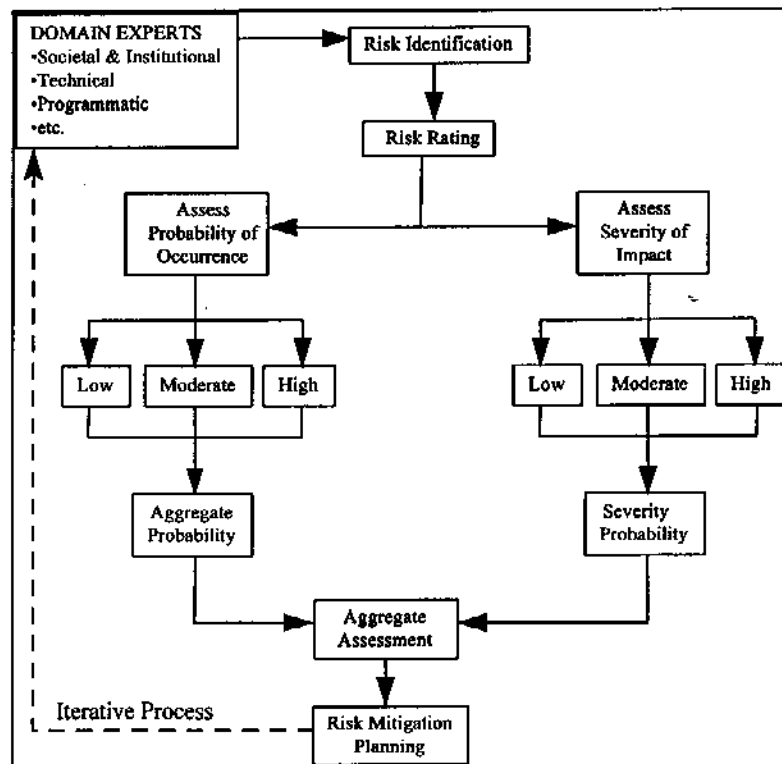 DOMAIN EXPERTS
•Societal & Institutional
•Technical
•Programmatic
•etc.
Risk Identification
Risk Rating
Assess
Probability of
Occurrence
Assess
Severity of
Impact
Low
Moderate
High
Low
Moderate
High
Aggregate
Probability
Severity
Probability
Aggregate
Assessment
Iterative Process
Risk Mitigation
Planning